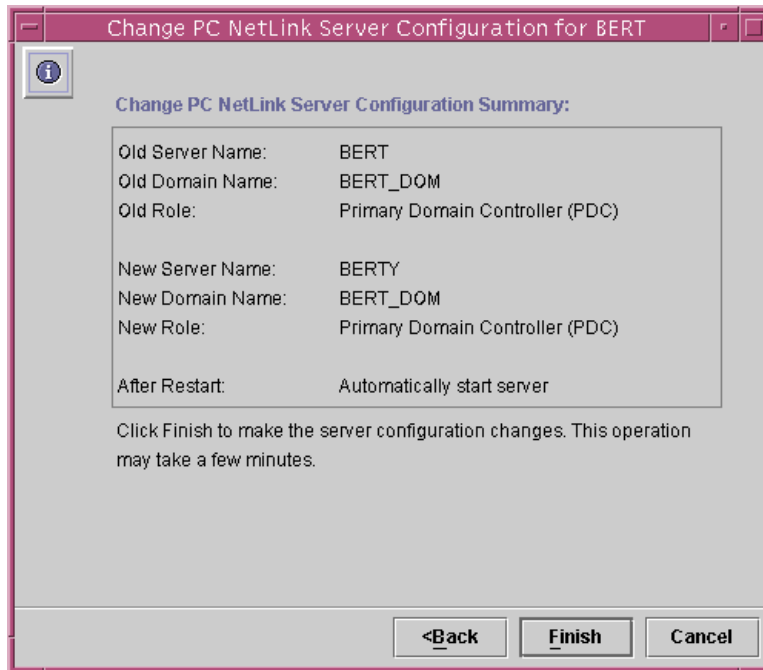 Change PC NetLink Server Configuration for BERT
Change PC NetLink Server Configuration Summary:
Old Server Name: BERT
Old Domain Name: BERT_DOM
Old Role: Primary Domain Controller (PDC)
New Server Name: BERTY
New Domain Name: BERT_DOM
New Role: Primary Domain Controller (PDC)
After Restart: Automatically start server
Click Finish to make the server configuration changes. This operation
may take a few minutes.
<Back Finish Cancel